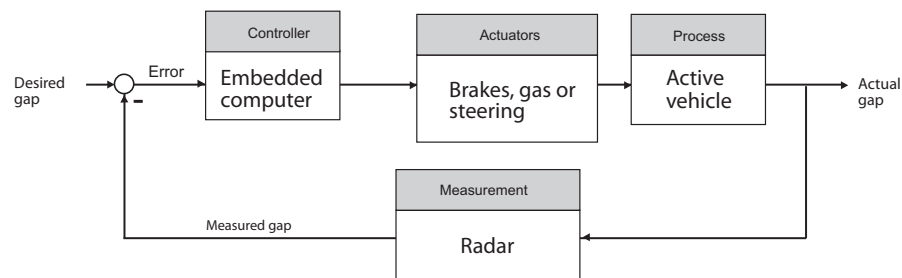 Controller
Actuators
Process
Desired
gap
Error
Embedded
computer
Brakes, gas or
steering
Active
vehicle
Actual
gap
-
Measurement
Measured gap
Radar